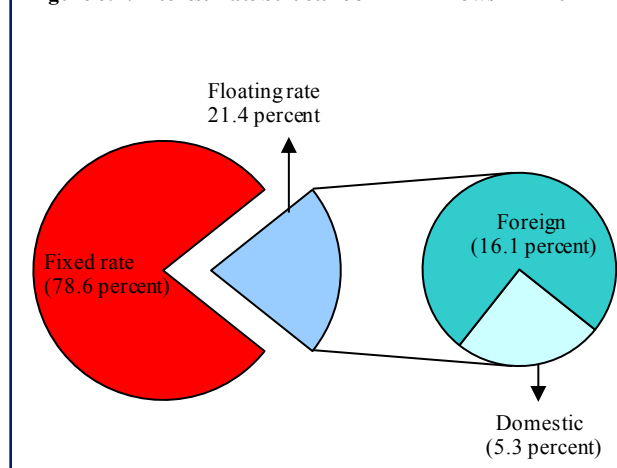 Floating rate
21.4 percent
Foreign
(16.1 percent)
Fixed rate
(78.6 percent)
Domestic
(5.3 percent)